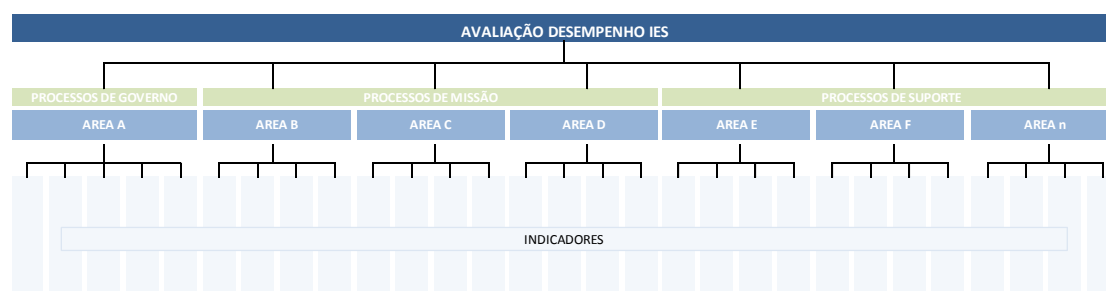 AVALIAÇÃO DESEMPENHO IES
PROCESSOS DE GOVERNO PROCESSOS DE MISSÃO PROCESSOS DE SUPORTE
AREA A AREA B AREA C AREA D AREA E AREA F AREA n
INDICADORES